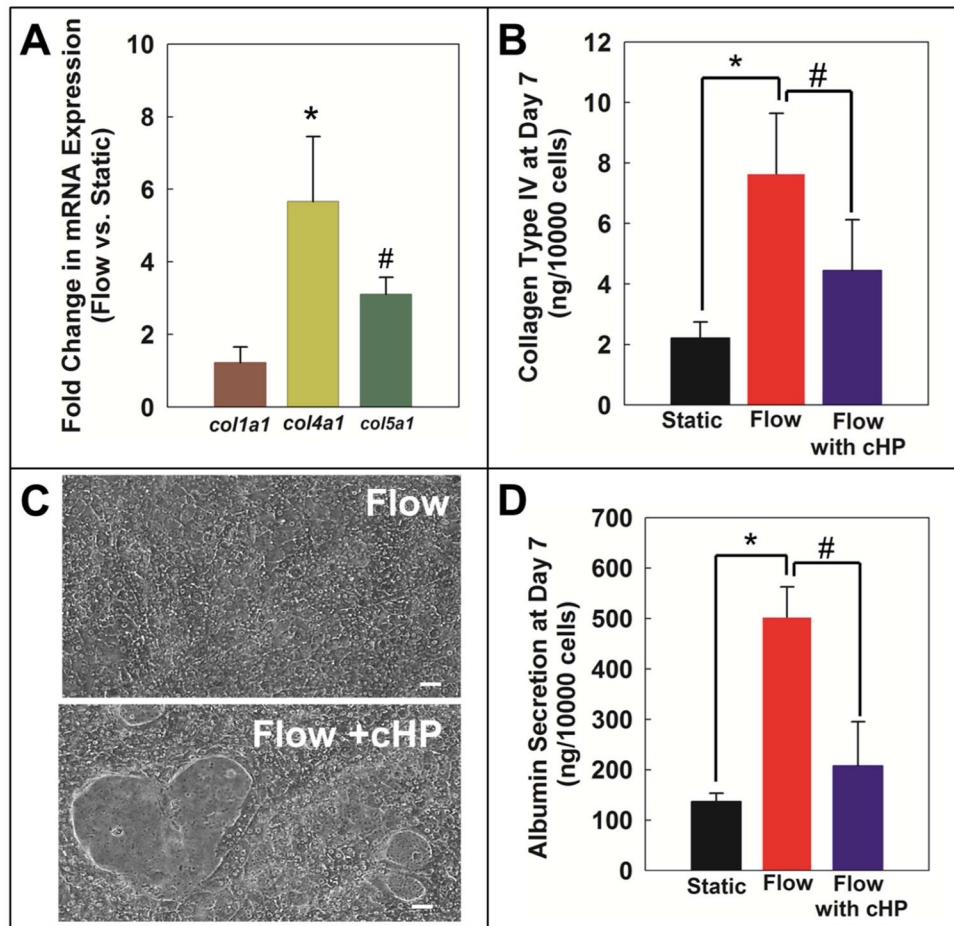 A
Fold Change in mRNA Expression
(Flow vs. Static)
10
8
6
4
2
0
*
#
col1a1 col4a1 col5a1
B
Collagen Type IV at Day 7
(ng/10000 cells)
12
10
8
6
4
2
0
*
#
Static Flow Flow
with cHP
C
Flow
Flow +cHP
D
Albumin Secretion at Day 7
(ng/10000 cells)
700
600
500
400
300
200
100
0
*
#
Static Flow Flow
with cHP